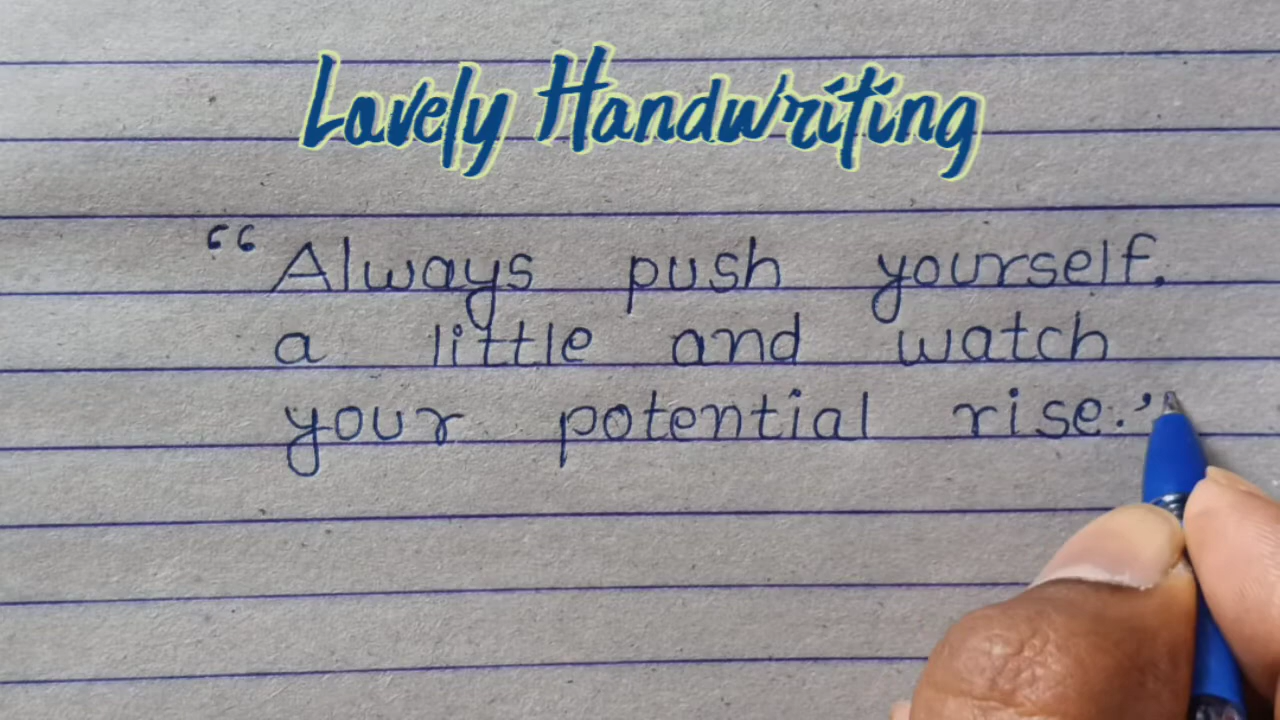 Lovely Handwriting
“Always push yourself.
a little and watch
your potential rise.”